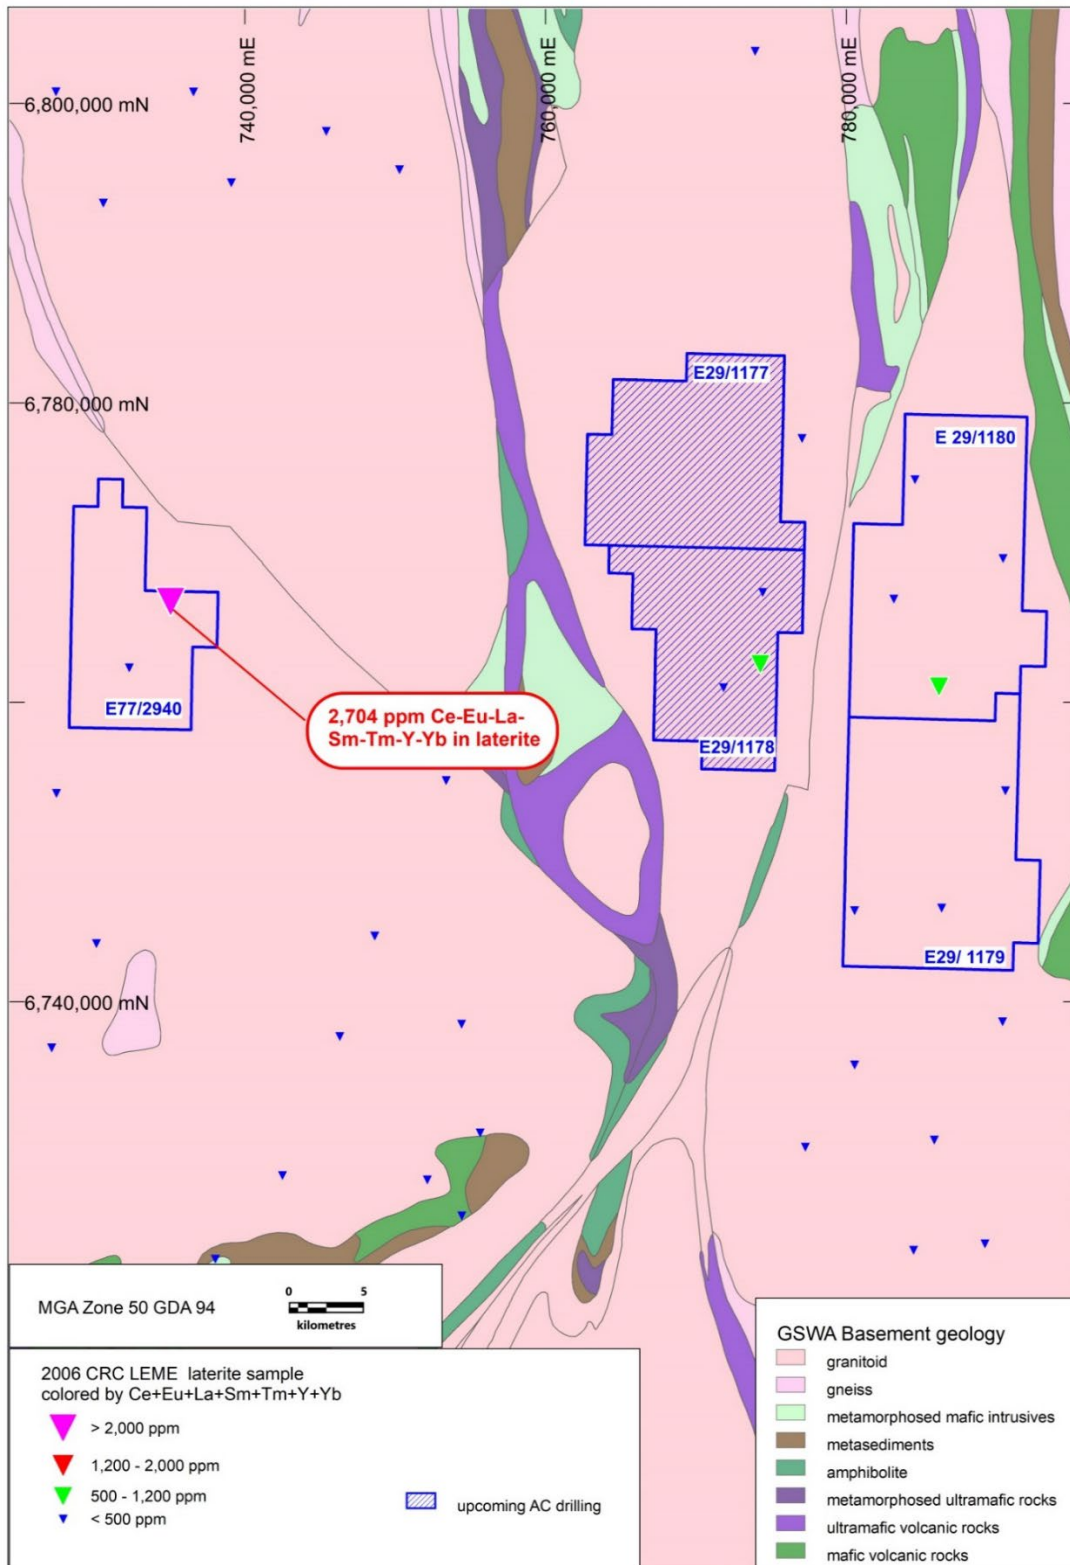 740,000 mE
760,000 mE
780,000 mE
6,800,000 mN
6,780,000 mN
E29/1177
E 29/1180
E77/2940
2,704 ppm Ce-Eu-La-
Sm-Tm-Y-Yb in laterite
E29/1178
E29/ 1179
6,740,000 mN
MGA Zone 50 GDA 94
0 5
kilometres
2006 CRC LEME laterite sample
colored by Ce+Eu+La+Sm+Tm+Y+Yb
> 2,000 ppm
1,200 - 2,000 ppm
500 - 1,200 ppm
< 500 ppm
upcoming AC drilling
GSWA Basement geology
granitoid
gneiss
metamorphosed mafic intrusives
metasediments
amphibolite
metamorphosed ultramafic rocks
ultramafic volcanic rocks
mafic volcanic rocks